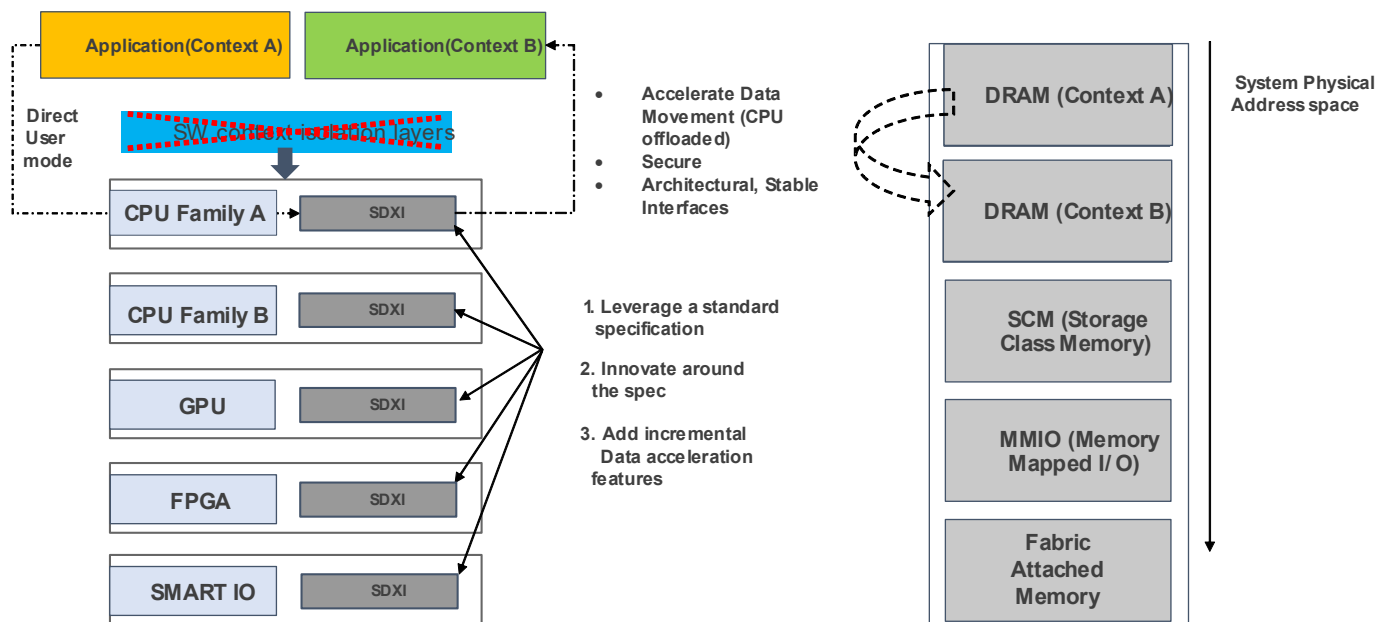 Application(Context A)
Application(Context B)
Direct
User
mode
SW context isolation layers
CPU Family A
SDXI
CPU Family B
SDXI
GPU
SDXI
FPGA
SDXI
SMART IO
SDXI
• Accelerate Data
Movement (CPU
offloaded)
• Secure
• Architectural, Stable
Interfaces
1. Leverage a standard
specification
2. Innovate around
the spec
3. Add incremental
Data acceleration
features
DRAM (Context A)
DRAM (Context B)
SCM (Storage
Class Memory)
MMIO (Memory
Mapped I/ O)
Fabric
Attached
Memory
System Physical
Address space